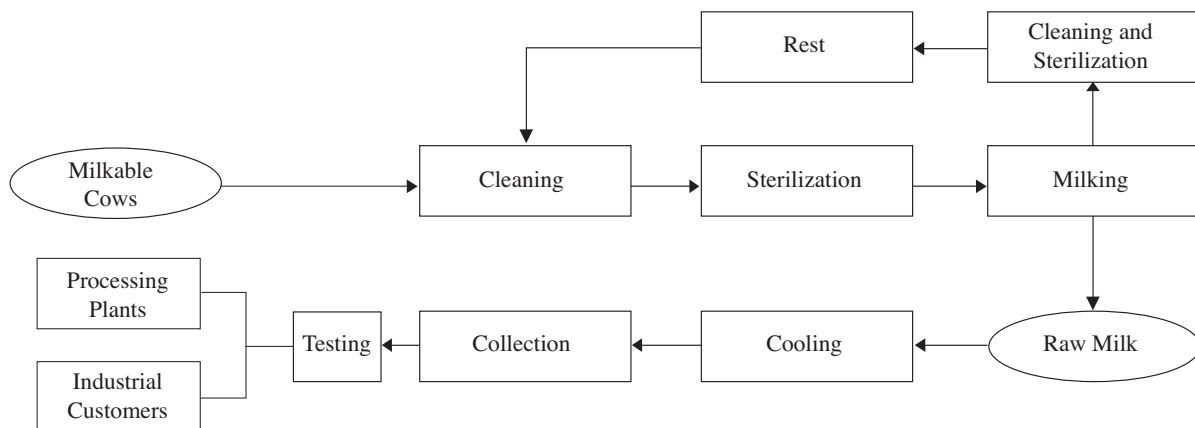 Rest
Cleaning and
Sterilization
Milkable
Cows
Cleaning
Sterilization
Milking
Processing
Plants
Testing
Collection
Cooling
Raw Milk
Industrial
Customers